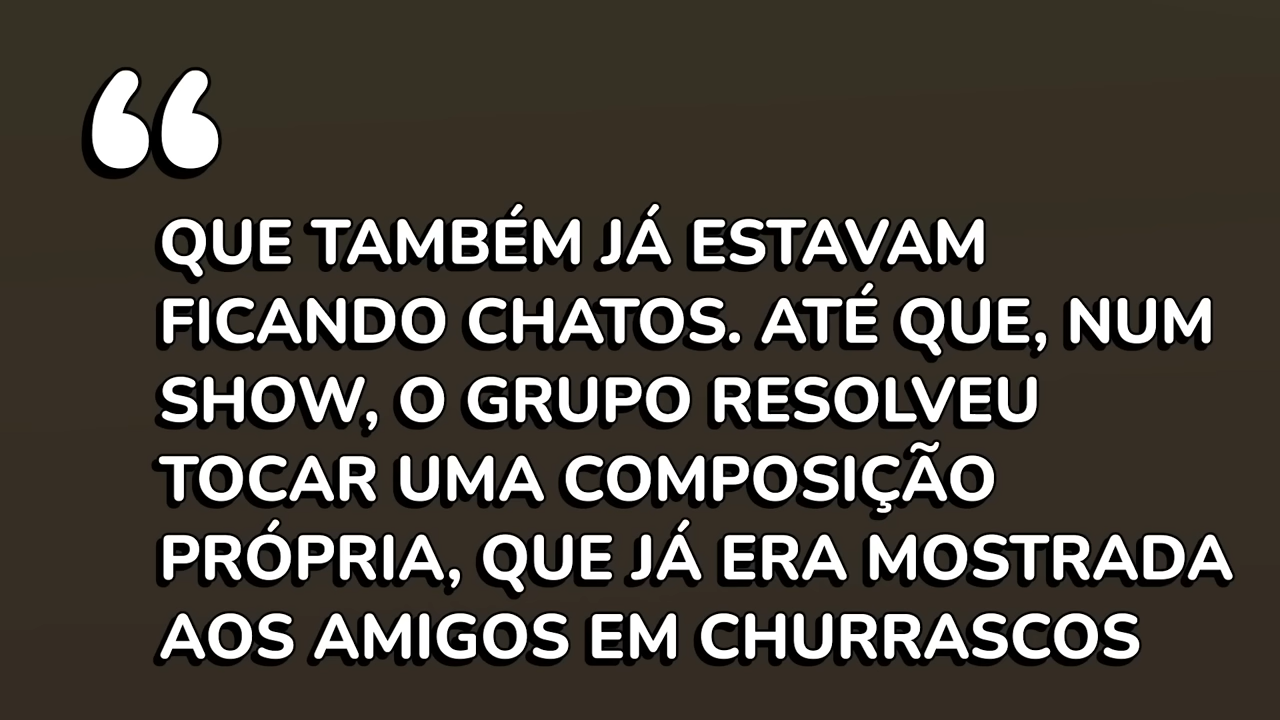 “
QUE TAMBÉM JÁ ESTAVAM
FICANDO CHATOS. ATÉ QUE, NUM
SHOW, O GRUPO RESOLVEU
TOCAR UMA COMPOSIÇÃO
PRÓPRIA, QUE JÁ ERA MOSTRADA
AOS AMIGOS EM CHURRASCOS